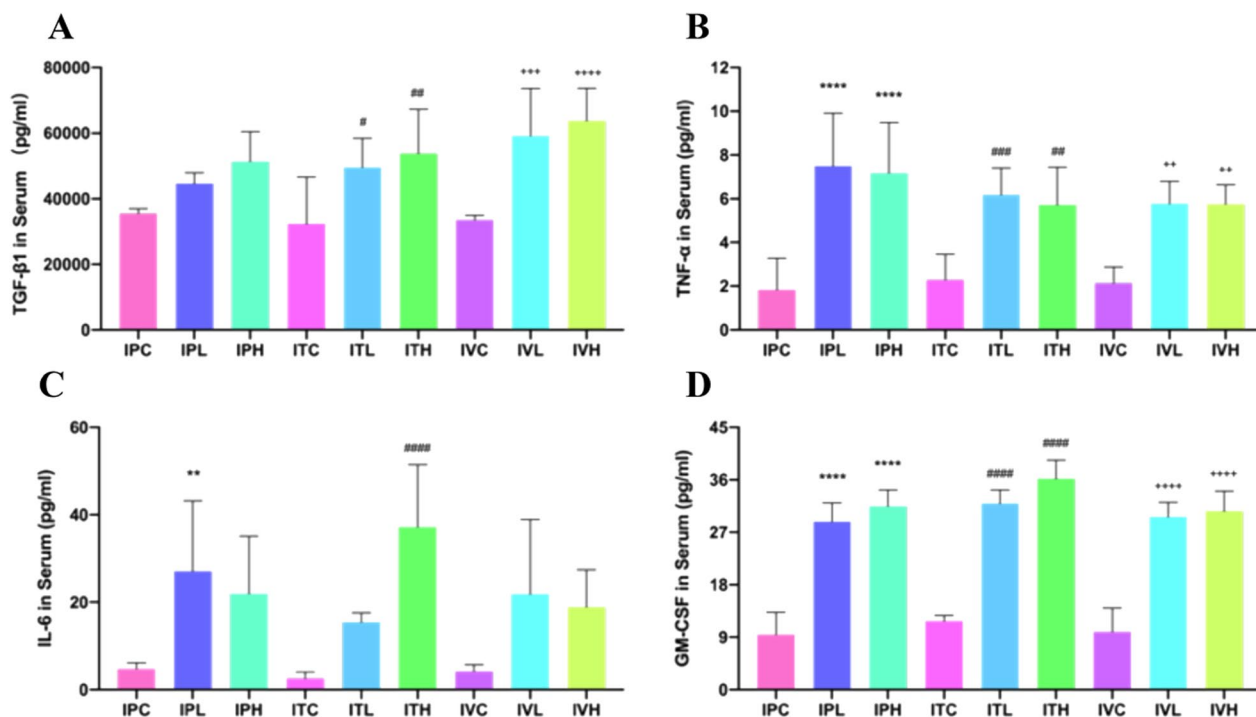 A
TGF-β1 in Serum (pg/ml)
80000
60000
40000
20000
0
# ## +++ ++++
IPC IPL IPH ITC ITL ITH IVC IVL IVH
B
TNF-α in Serum (pg/ml)
12
10
8
6
4
2
0
**** **** ### ## ++ ++
IPC IPL IPH ITC ITL ITH IVC IVL IVH
C
IL-6 in Serum (pg/ml)
60
40
20
0
** ####
IPC IPL IPH ITC ITL ITH IVC IVL IVH
D
GM-CSF in Serum (pg/ml)
45
36
27
18
9
0
**** **** #### #### ++++ ++++
IPC IPL IPH ITC ITL ITH IVC IVL IVH